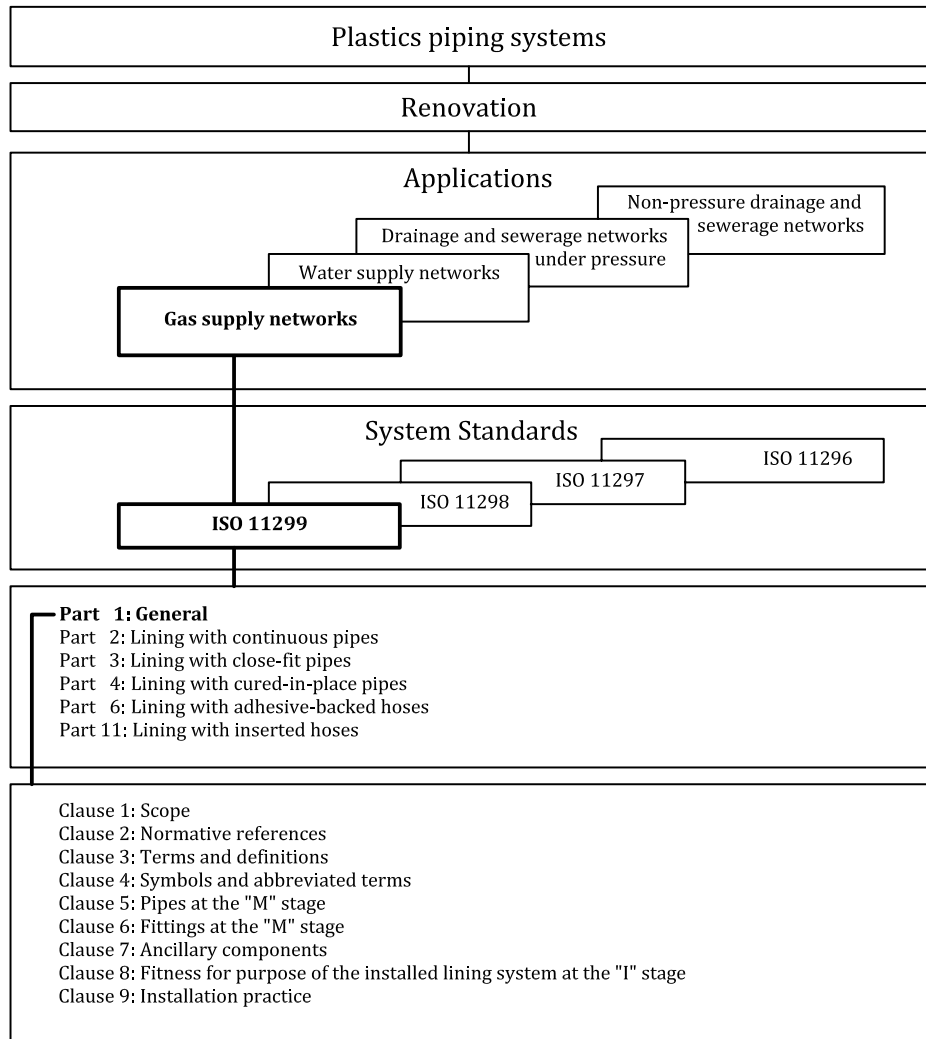 Plastics piping systems
Renovation
Applications
Non-pressure drainage and
sewerage networks
Drainage and sewerage networks
under pressure
Water supply networks
Gas supply networks
System Standards
ISO 11296
ISO 11297
ISO 11298
ISO 11299
Part 1: General
Part 2: Lining with continuous pipes
Part 3: Lining with close-fit pipes
Part 4: Lining with cured-in-place pipes
Part 6: Lining with adhesive-backed hoses
Part 11: Lining with inserted hoses
Clause 1: Scope
Clause 2: Normative references
Clause 3: Terms and definitions
Clause 4: Symbols and abbreviated terms
Clause 5: Pipes at the "M" stage
Clause 6: Fittings at the "M" stage
Clause 7: Ancillary components
Clause 8: Fitness for purpose of the installed lining system at the "I" stage
Clause 9: Installation practice